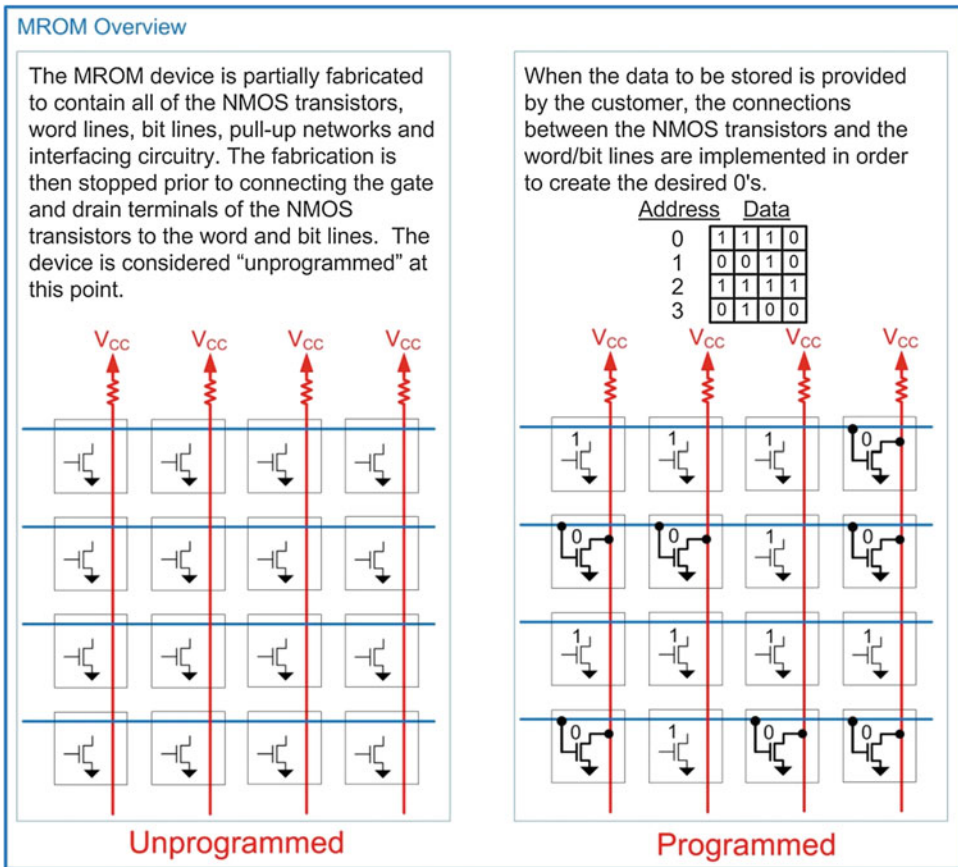 MROM Overview
The MROM device is partially fabricated
to contain all of the NMOS transistors,
word lines, bit lines, pull-up networks and
interfacing circuitry. The fabrication is
then stopped prior to connecting the gate
and drain terminals of the NMOS
transistors to the word and bit lines. The
device is considered “unprogrammed” at
this point.
VCC VCC VCC VCC
Unprogrammed
When the data to be stored is provided
by the customer, the connections
between the NMOS transistors and the
word/bit lines are implemented in order
to create the desired 0's.
Address Data
0 1 1 1 0
1 0 0 1 0
2 1 1 1 1
3 0 1 0 0
VCC VCC VCC VCC
1 1 1 0
0 0 1 0
1 1 1 1
0 1 0 0
Programmed